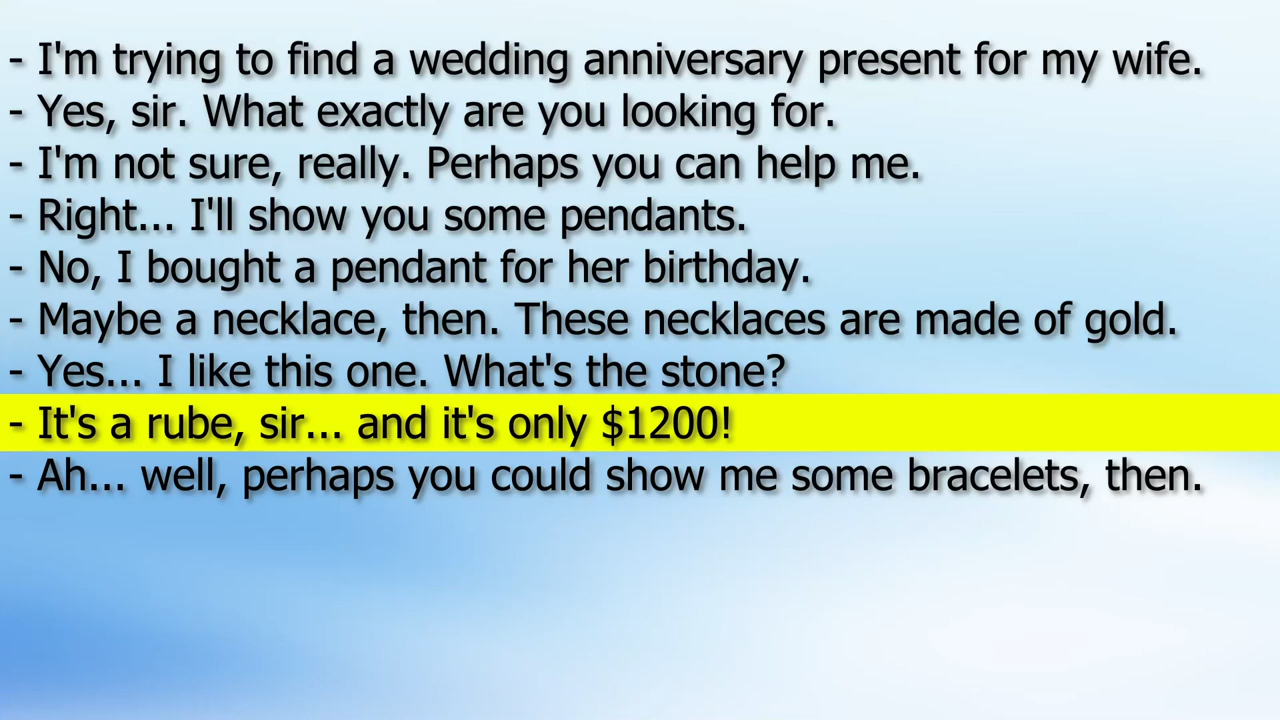 - I'm trying to find a wedding anniversary present for my wife.
- Yes, sir. What exactly are you looking for.
- I'm not sure, really. Perhaps you can help me.
- Right... I'll show you some pendants.
- No, I bought a pendant for her birthday.
- Maybe a necklace, then. These necklaces are made of gold.
- Yes... I like this one. What's the stone?
- It's a rube, sir... and it's only $1200!
- Ah... well, perhaps you could show me some bracelets, then.